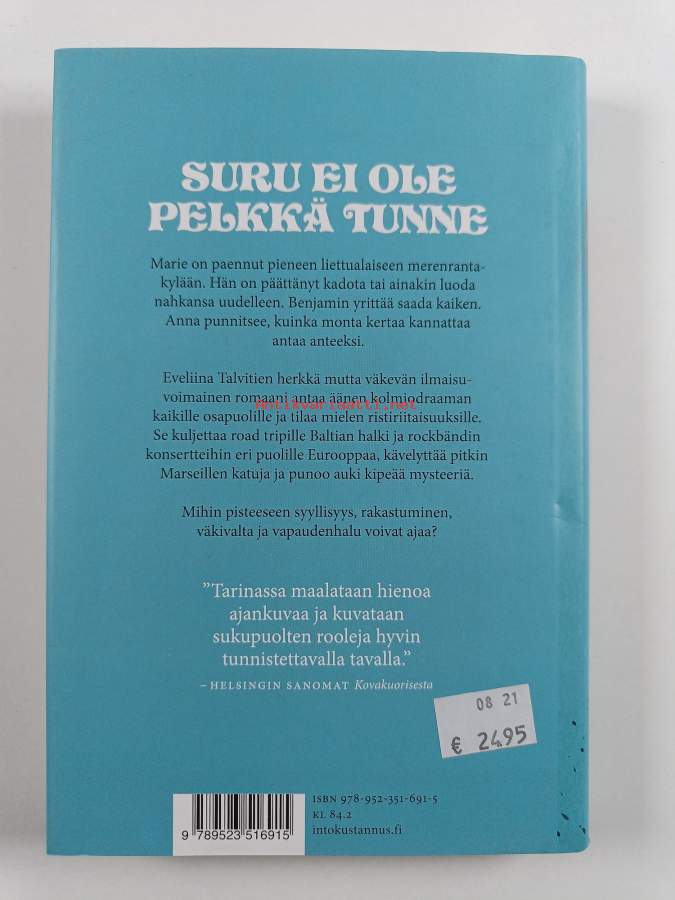 SURU EI OLE
PELKKÄ TUNNE
Marie on paennut pieneen liettualaiseen merenranta-
kylään. Hän on päättänyt kadota tai ainakin luoda
nahkansa uudelleen. Benjamin yrittää saada kaiken.
Anna punnitsee, kuinka monta kertaa kannattaa
antaa anteeksi.
Eveliina Talvitien herkkä mutta väkevän ilmaisu-
voimainen romaani antaa äänen kolmiodraaman
antikvariaatti.net
kaikille osapuolille ja tilaa mielen ristiriitaisuuksille.
Se kuljettaa road tripille Baltian halki ja rockbändin
konsertteihin eri puolille Eurooppaa, kävelyttää pitkin
Marseillen katuja ja punoo auki kipeää mysteeriä.
Mihin pisteeseen syyllisyys, rakastuminen,
väkivalta ja vapaudenhalu voivat ajaa?
”Tarinassa maalataan hienoa
ajankuvaa ja kuvataan
sukupuolten rooleja hyvin
tunnistettavalla tavalla.”
– HELSINGIN SANOMAT Kovakuorisesta
08 21
€ 24.95
ISBN 978-952-351-691-5
KL 84.2
intokustannus.fi
9 789523 516915